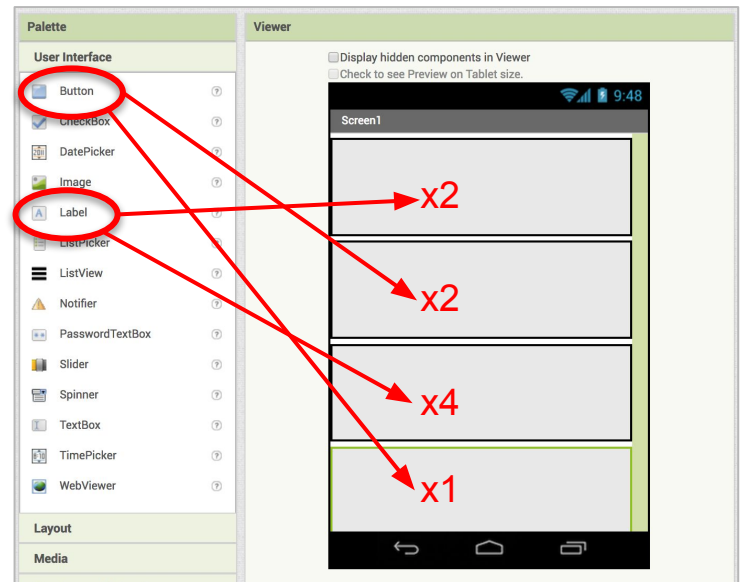 Palette
User Interface
Button
CheckBox
DatePicker
Image
Label
ListPicker
ListView
Notifier
PasswordTextBox
Slider
Spinner
TextBox
TimePicker
WebViewer
Layout
Media
Viewer
Display hidden components in Viewer
Check to see Preview on Tablet size.
9:48
Screen1
x2
x2
x4
x1